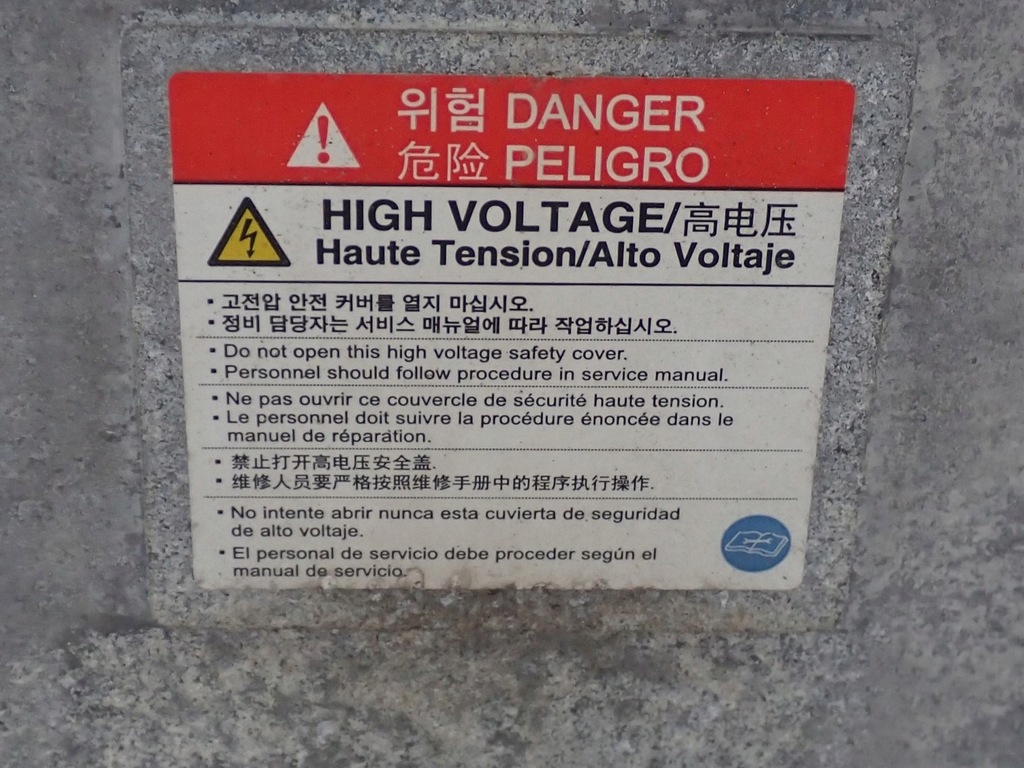 위험 DANGER
危险 PELIGRO
HIGH VOLTAGE/高电压
Haute Tension/Alto Voltaje
▪ 고전압 안전 커버를 열지 마십시오.
▪ 정비 담당자는 서비스 매뉴얼에 따라 작업하십시오.
▪ Do not open this high voltage safety cover.
▪ Personnel should follow procedure in service manual.
▪ Ne pas ouvrir ce couvercle de sécurité haute tension.
▪ Le personnel doit suivre la procédure énoncée dans le
manuel de réparation.
▪ 禁止打开高电压安全盖.
▪ 维修人员要严格按照维修手册中的程序执行操作.
▪ No intente abrir nunca esta cuvierta de seguridad
de alto voltaje.
▪ El personal de servicio debe proceder según el
manual de servicio.